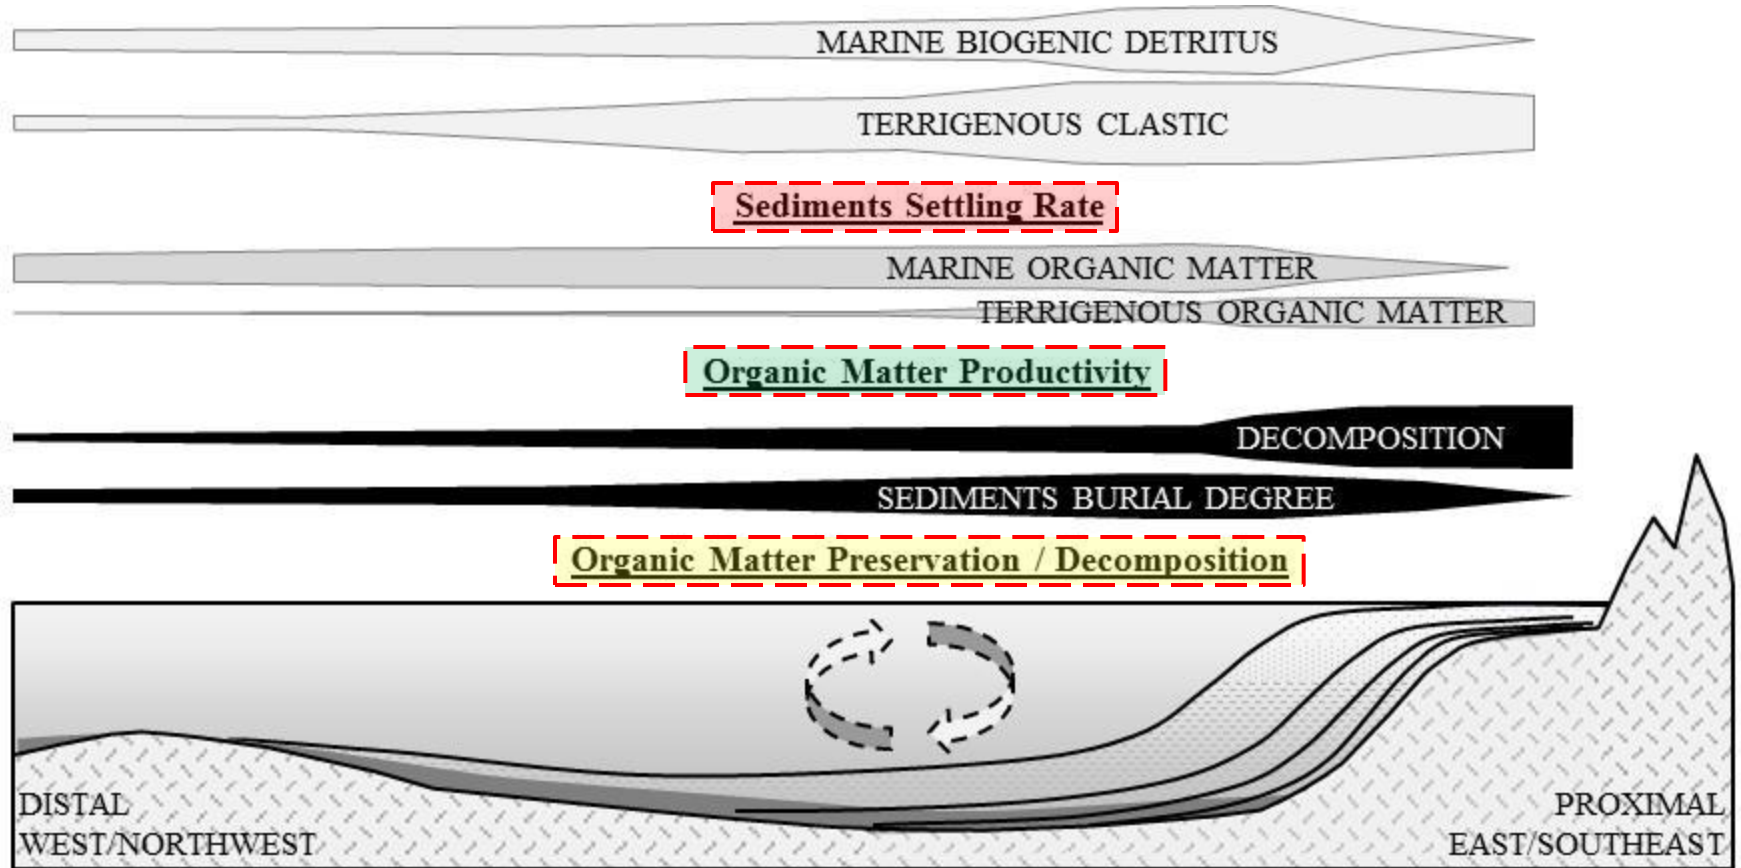 MARINE BIOGENIC DETRITUS
TERRIGENOUS CLASTIC
Sediments Settling Rate
MARINE ORGANIC MATTER
TERRIGENOUS ORGANIC MATTER
Organic Matter Productivity
DECOMPOSITION
SEDIMENTS BURIAL DEGREE
Organic Matter Preservation / Decomposition
DISTAL
WEST/NORTHWEST
PROXIMAL
EAST/SOUTHEAST